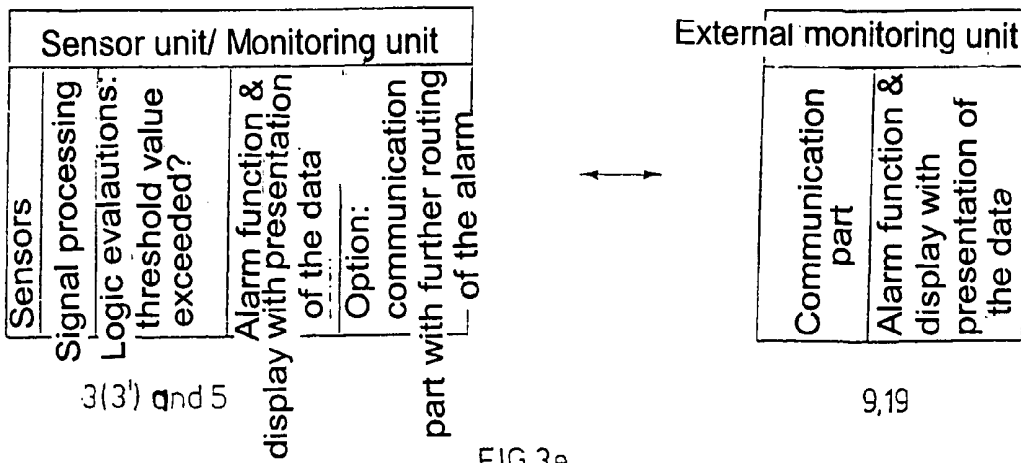 Sensor unit/ Monitoring unit
Sensors
Signal processing
Logic evalautions:
threshold value
exceeded?
Alarm function &
display with presentation
of the data
Option:
communication
part with further routing
of the alarm
3(3') and 5
External monitoring unit
Communication
part
Alarm function &
display with
presentation of
the data
9,19
FIG.3e